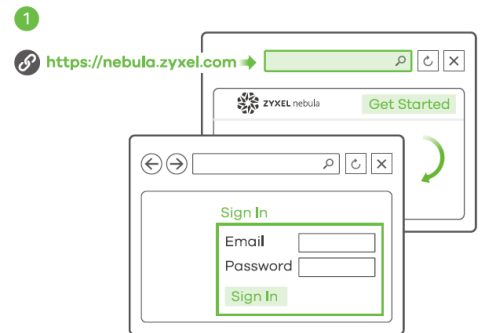 1
https://nebula.zyxel.com
ZYXEL nebula
Get Started
Sign In
Email
Password
Sign In